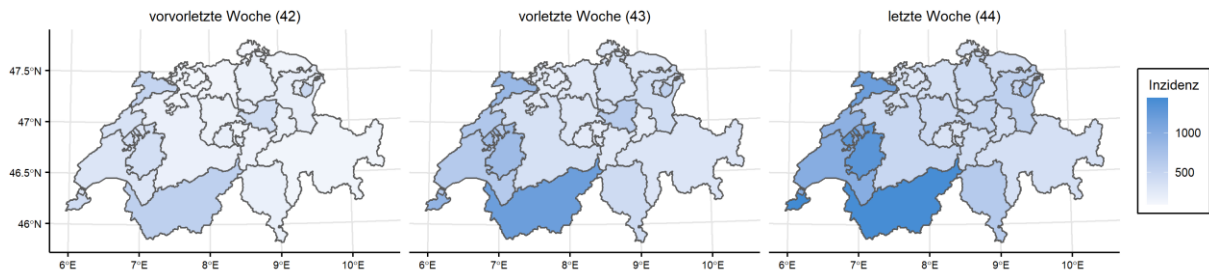 vorvorletzte Woche (42)
vorletzte Woche (43)
letzte Woche (44)
47.5°N
47°N
46.5°N
46°N
6°E 7°E 8°E 9°E 10°E
6°E 7°E 8°E 9°E 10°E
6°E 7°E 8°E 9°E 10°E
Inzidenz
1000
500